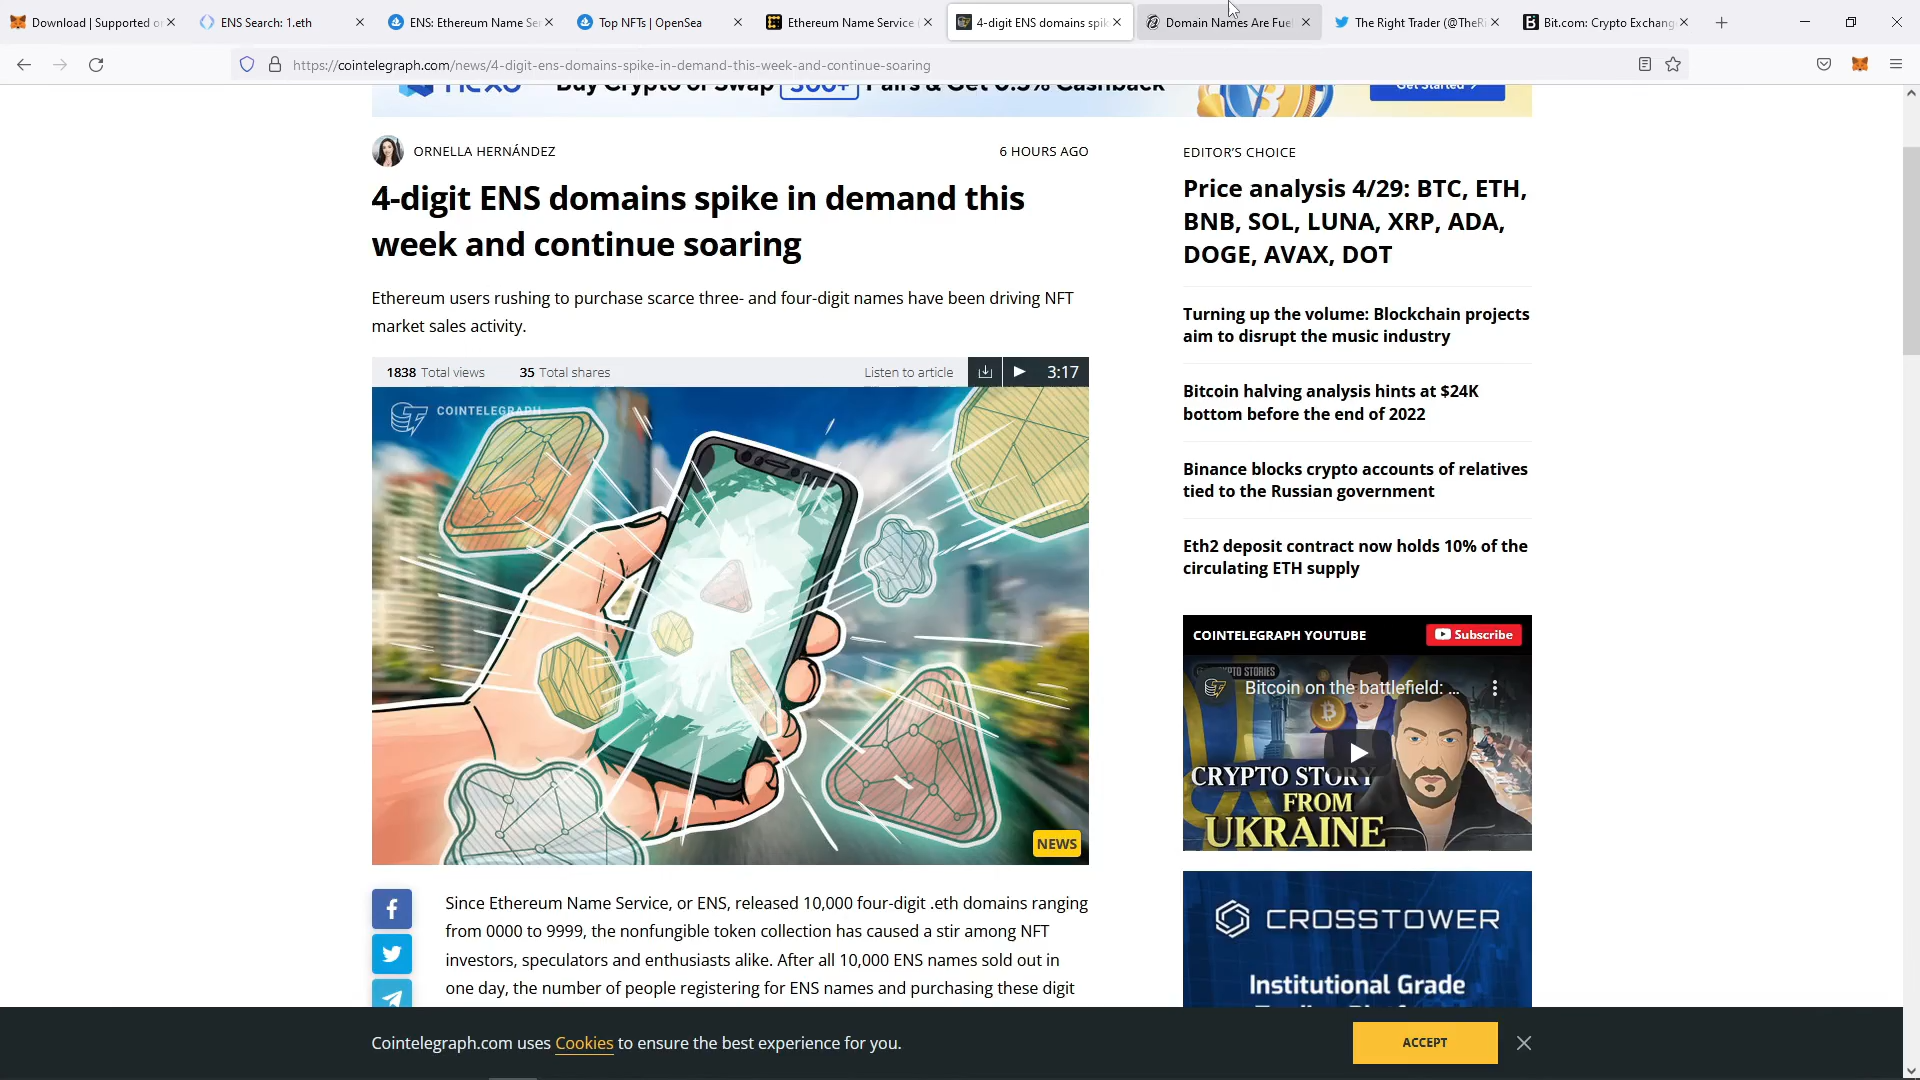 Download | Supported o
ENS Search: 1.eth
ENS: Ethereum Name Se
Top NFTs | OpenSea
Ethereum Name Service (
4-digit ENS domains spik
Domain Names Are Fue
The Right Trader (@TheRi
Bit.com: Crypto Exchang
https://cointelegraph.com/news/4-digit-ens-domains-spike-in-demand-this-week-and-continue-soaring
Buy Crypto or Swap 500+ Pairs & Get 0.5% Cashback
Get Started
ORNELLA HERNÁNDEZ
6 HOURS AGO
4-digit ENS domains spike in demand this
week and continue soaring
Ethereum users rushing to purchase scarce three- and four-digit names have been driving NFT
market sales activity.
1838 Total views
35 Total shares
Listen to article
3:17
COINTELEGRAPH
NEWS
Since Ethereum Name Service, or ENS, released 10,000 four-digit .eth domains ranging
from 0000 to 9999, the nonfungible token collection has caused a stir among NFT
investors, speculators and enthusiasts alike. After all 10,000 ENS names sold out in
one day, the number of people registering for ENS names and purchasing these digit
EDITOR'S CHOICE
Price analysis 4/29: BTC, ETH,
BNB, SOL, LUNA, XRP, ADA,
DOGE, AVAX, DOT
Turning up the volume: Blockchain projects
aim to disrupt the music industry
Bitcoin halving analysis hints at $24K
bottom before the end of 2022
Binance blocks crypto accounts of relatives
tied to the Russian government
Eth2 deposit contract now holds 10% of the
circulating ETH supply
COINTELEGRAPH YOUTUBE
Subscribe
Bitcoin on the battlefield: ...
CRYPTO STORY
FROM
UKRAINE
CROSSTOWER
Institutional Grade
Cointelegraph.com uses Cookies to ensure the best experience for you.
ACCEPT